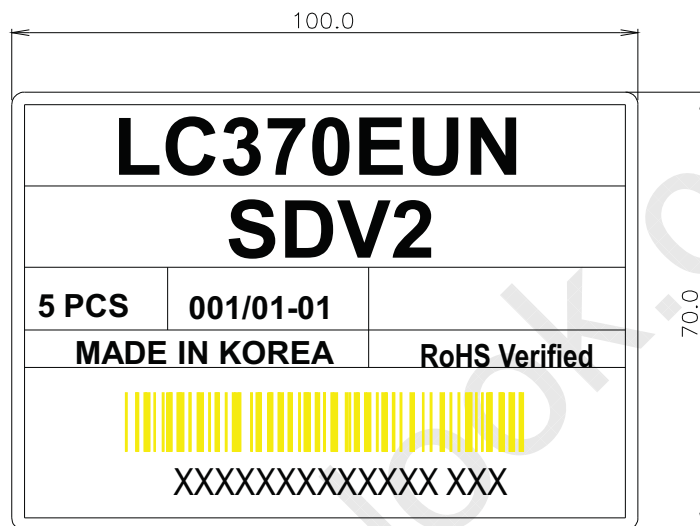 100.0
LC370EUN
SDV2
5 PCS 001/01-01
70.0
MADE IN KOREA RoHS Verified
XXXXXXXXXXXXX XXX